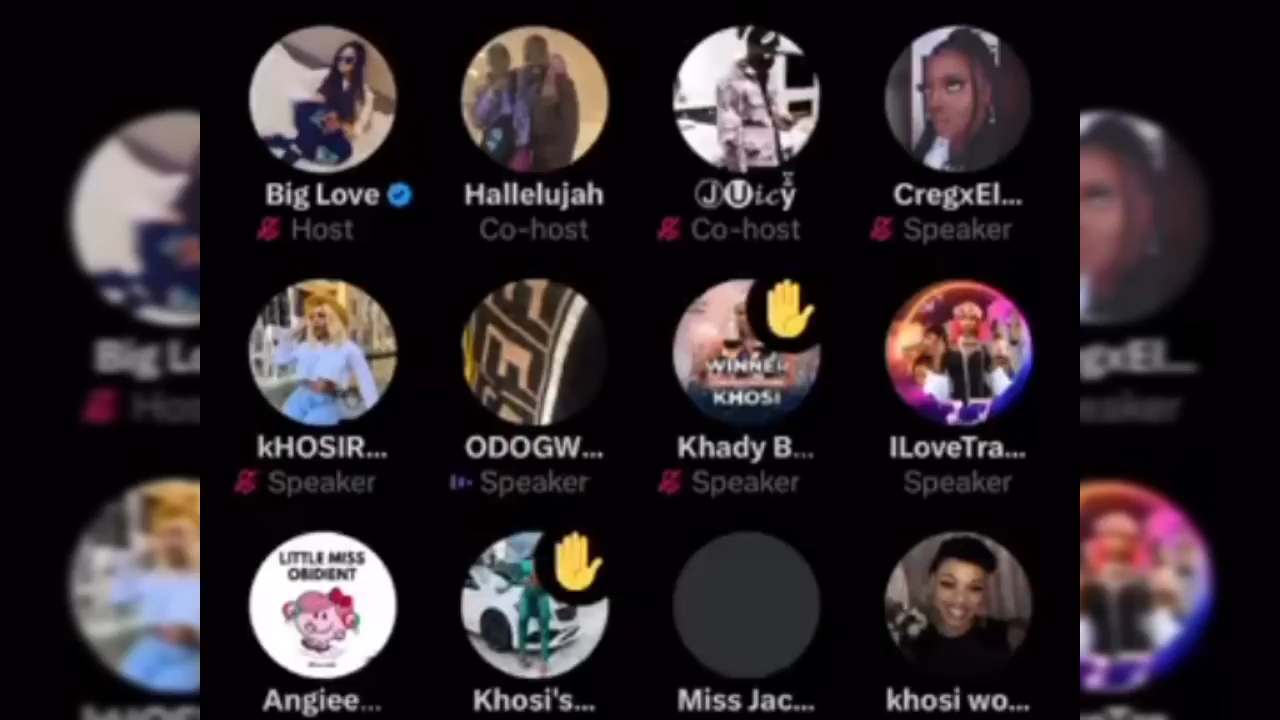 Big Love
Hallelujah
ⒿⓊ𝑖𝑐ÿ
CregxEl...
Host
Co-host
Co-host
Speaker
WINNER
KHOSI
kHOSIR...
ODOGW...
Khady B...
ILoveTra...
Speaker
Speaker
Speaker
Speaker
LITTLE MISS
OBIDIENT
Angiee...
Khosi's...
Miss Jac...
khosi wo...